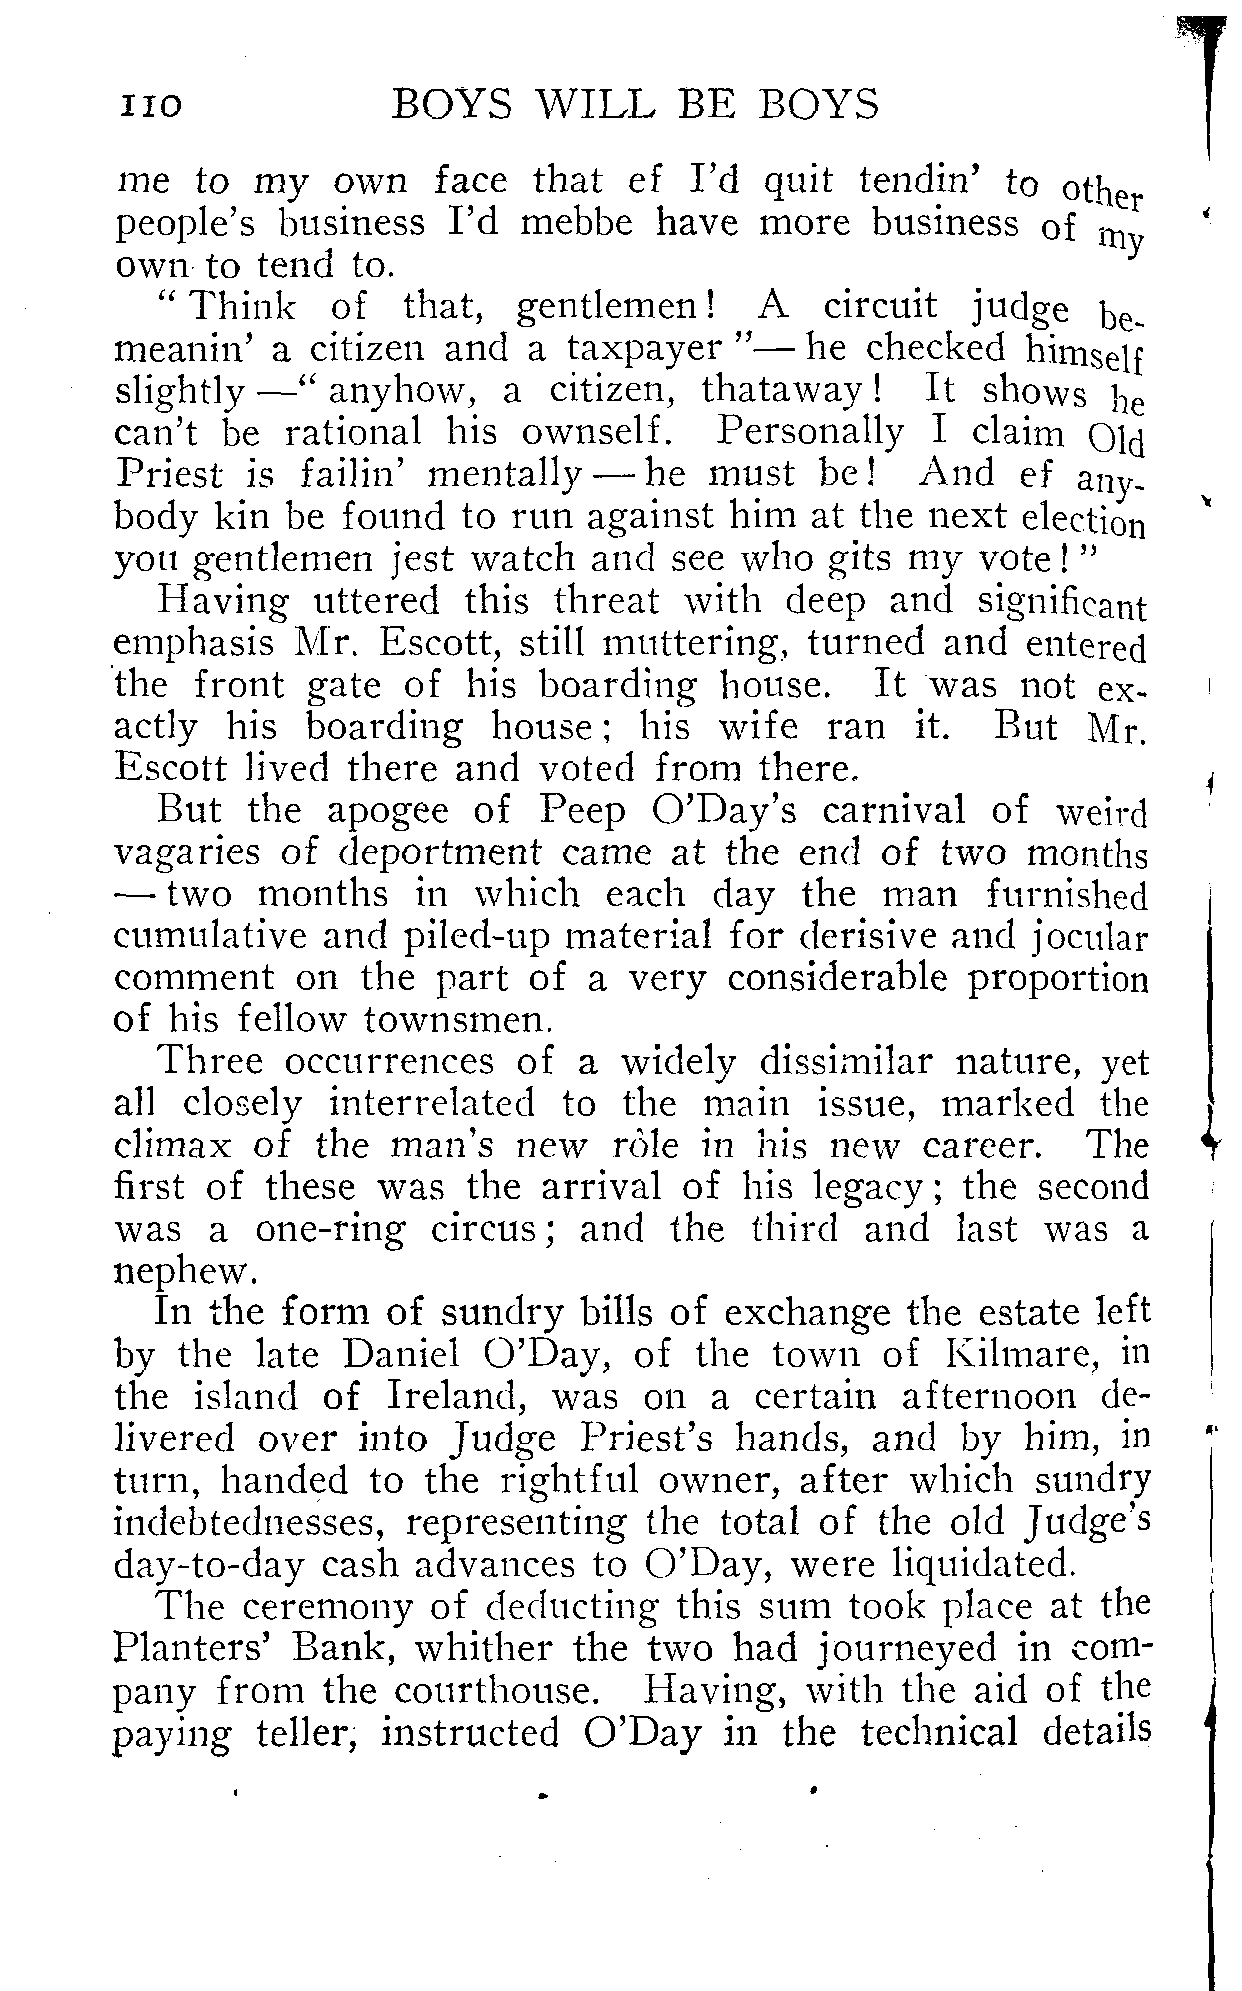 110 BOYS WILL BE BOYS
me to my own face that ef I'd quit tendin' to other
people's business I'd mebbe have more business of my
own to tend to.
"Think of that, gentlemen! A circuit judge be-
meanin' a citizen and a taxpayer"— he checked himself
slightly —"anyhow, a citizen, thataway! It shows he
can't be rational his ownself. Personally I claim Old
Priest is failin' mentally — he must be! And ef any-
body kin be found to run against him at the next election
you gentlemen jest watch and see who gits my vote!"
Having uttered this threat with deep and significant
emphasis Mr. Escott, still muttering, turned and entered
the front gate of his boarding house. It was not ex-
actly his boarding house; his wife ran it. But Mr.
Escott lived there and voted from there.
But the apogee of Peep O'Day's carnival of weird
vagaries of deportment came at the end of two months
— two months in which each day the man furnished
cumulative and piled-up material for derisive and jocular
comment on the part of a very considerable proportion
of his fellow townsmen.
Three occurrences of a widely dissimilar nature, yet
all closely interrelated to the main issue, marked the
climax of the man's new rôle in his new career. The
first of these was the arrival of his legacy; the second
was a one-ring circus; and the third and last was a
nephew.
In the form of sundry bills of exchange the estate left
by the late Daniel O'Day, of the town of Kilmare, in
the island of Ireland, was on a certain afternoon de-
livered over into Judge Priest's hands, and by him, in
turn, handed to the rightful owner, after which sundry
indebtednesses, representing the total of the old Judge's
day-to-day cash advances to O'Day, were liquidated.
The ceremony of deducting this sum took place at the
Planters' Bank, whither the two had journeyed in com-
pany from the courthouse. Having, with the aid of the
paying teller, instructed O'Day in the technical details